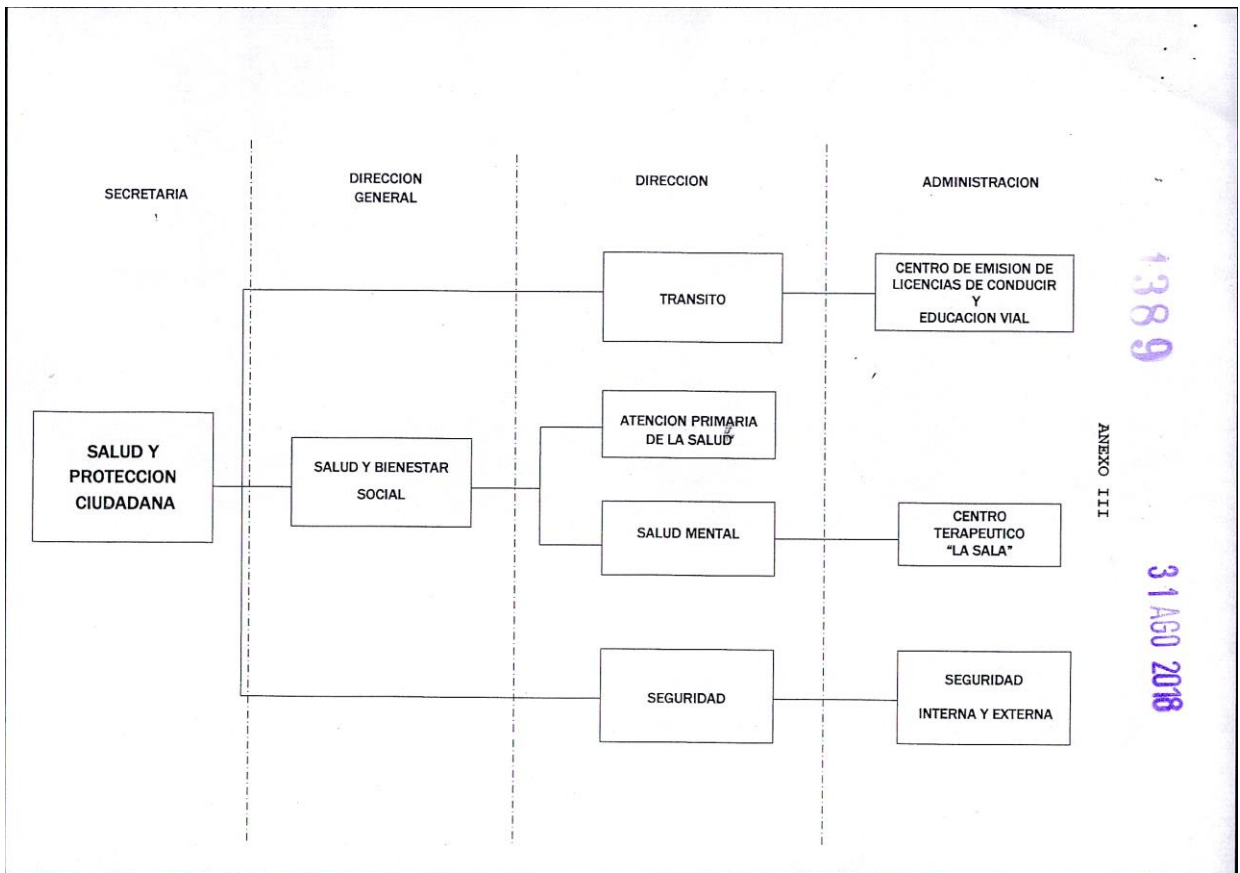 SECRETARIA
DIRECCION
GENERAL
DIRECCION
ADMINISTRACION
TRANSITO
CENTRO DE EMISION DE
LICENCIAS DE CONDUCIR
Y
EDUCACION VIAL
SALUD Y
PROTECCION
CIUDADANA
SALUD Y BIENESTAR
SOCIAL
ATENCION PRIMARIA
DE LA SALUD
SALUD MENTAL
CENTRO
TERAPEUTICO
"LA SALA"
SEGURIDAD
SEGURIDAD
INTERNA Y EXTERNA
1389
ANEXO III
31 AGO 2018